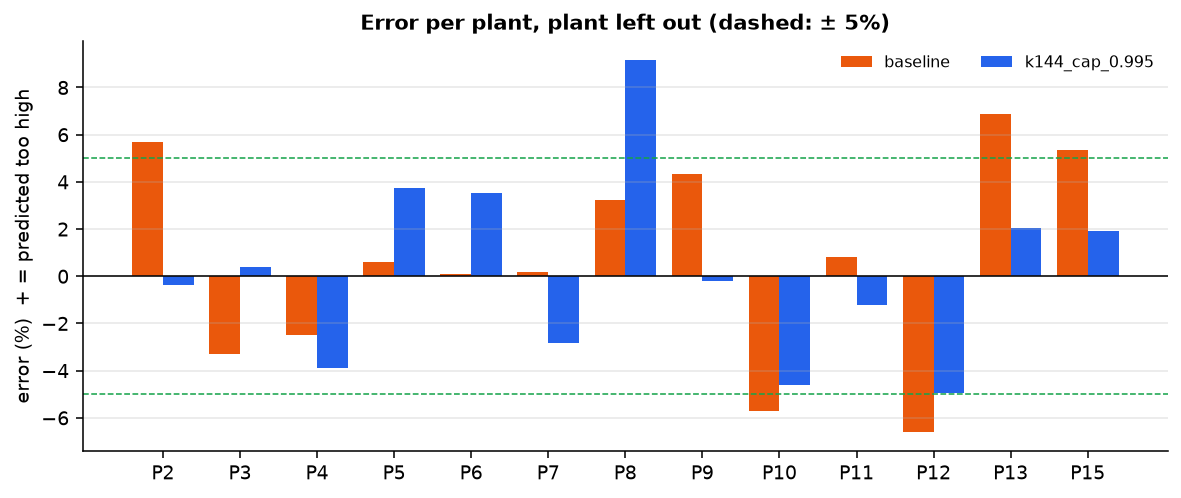 Error per plant, plant left out (dashed: ± 5%)
baseline
k144_cap_0.995
error (%)  + = predicted too high
8
6
4
2
0
−2
−4
−6
P2
P3
P4
P5
P6
P7
P8
P9
P10
P11
P12
P13
P15